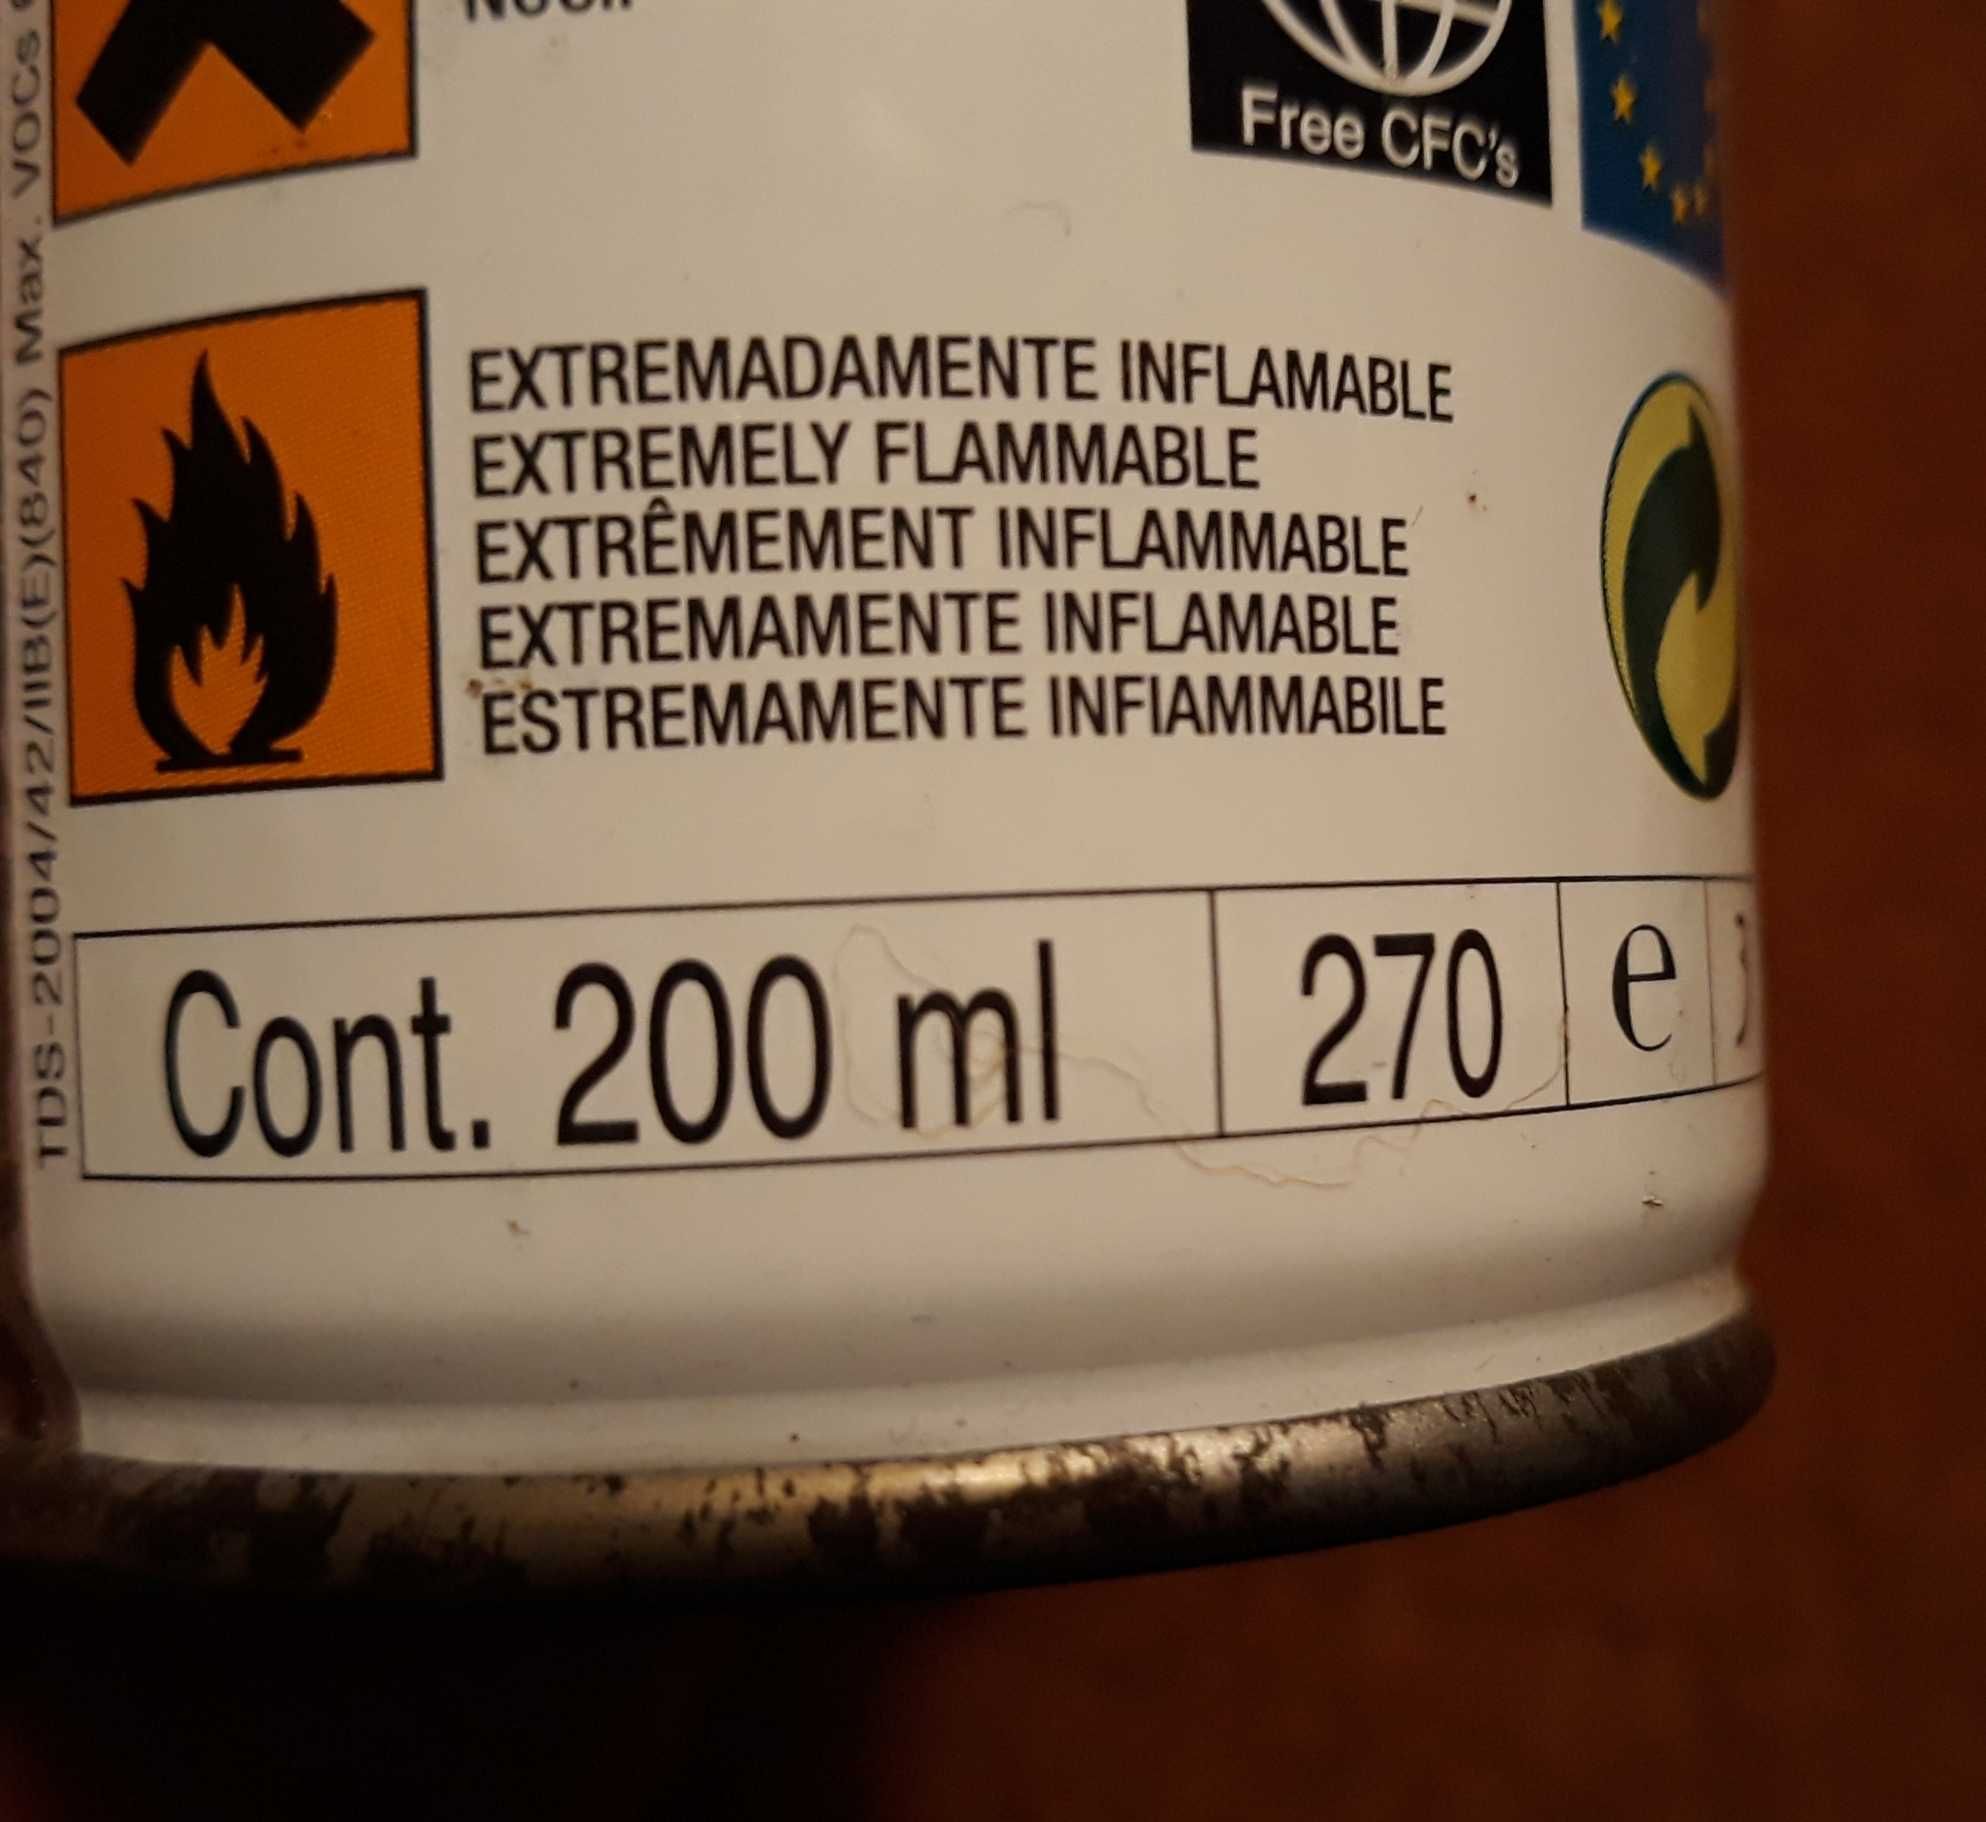 Free CFC's
EXTREMADAMENTE INFLAMABLE
EXTREMELY FLAMMABLE
EXTRÊMEMENT INFLAMMABLE
EXTREMAMENTE INFLAMABLE
ESTREMAMENTE INFIAMMABILE
Cont. 200 ml 270 e
TDS-2004/42/IIB(E)(840) Max. VOCs